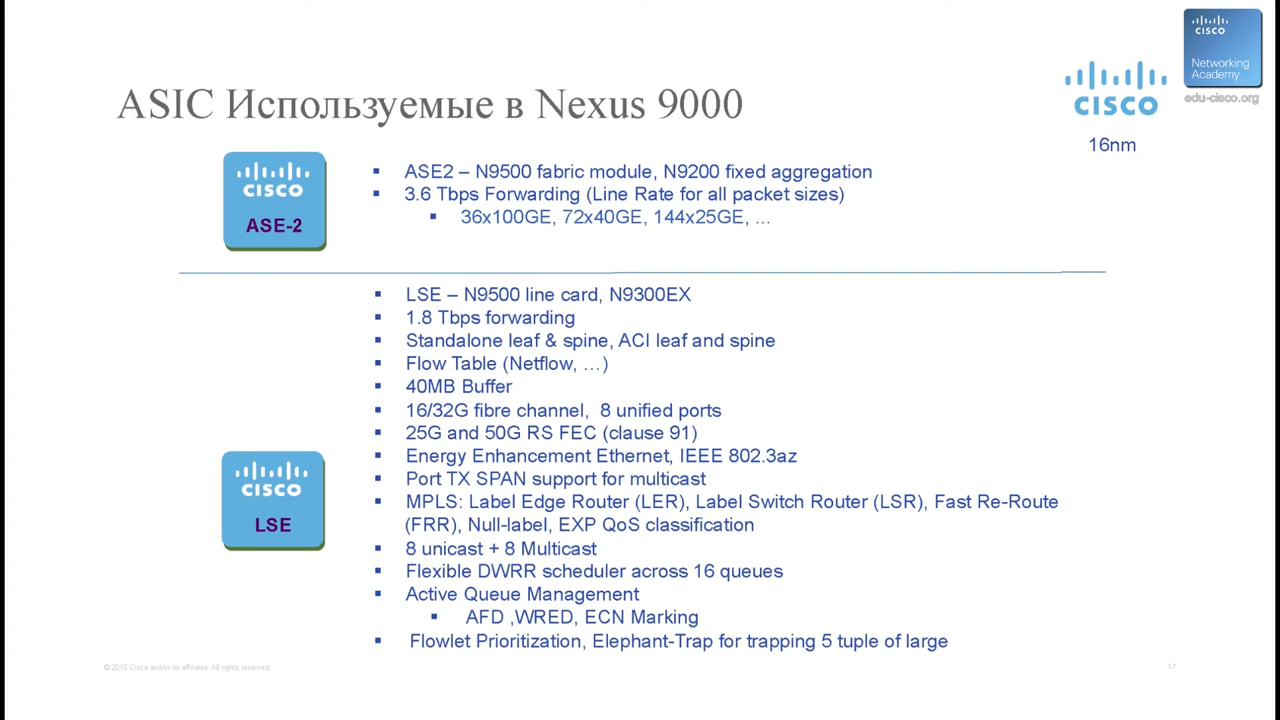 CISCO
Networking
Academy
edu-cisco.org
ASIC Используемые в Nexus 9000
CISCO
16nm
CISCO
ASE-2
▪ ASE2 – N9500 fabric module, N9200 fixed aggregation
▪ 3.6 Tbps Forwarding (Line Rate for all packet sizes)
▪ 36x100GE, 72x40GE, 144x25GE, ...
▪ LSE – N9500 line card, N9300EX
▪ 1.8 Tbps forwarding
▪ Standalone leaf & spine, ACI leaf and spine
▪ Flow Table (Netflow, ...)
▪ 40MB Buffer
▪ 16/32G fibre channel, 8 unified ports
▪ 25G and 50G RS FEC (clause 91)
▪ Energy Enhancement Ethernet, IEEE 802.3az
▪ Port TX SPAN support for multicast
▪ MPLS: Label Edge Router (LER), Label Switch Router (LSR), Fast Re-Route
(FRR), Null-label, EXP QoS classification
▪ 8 unicast + 8 Multicast
▪ Flexible DWRR scheduler across 16 queues
▪ Active Queue Management
▪ AFD ,WRED, ECN Marking
▪ Flowlet Prioritization, Elephant-Trap for trapping 5 tuple of large
CISCO
LSE
© 2015 Cisco and/or its affiliates. All rights reserved.
17